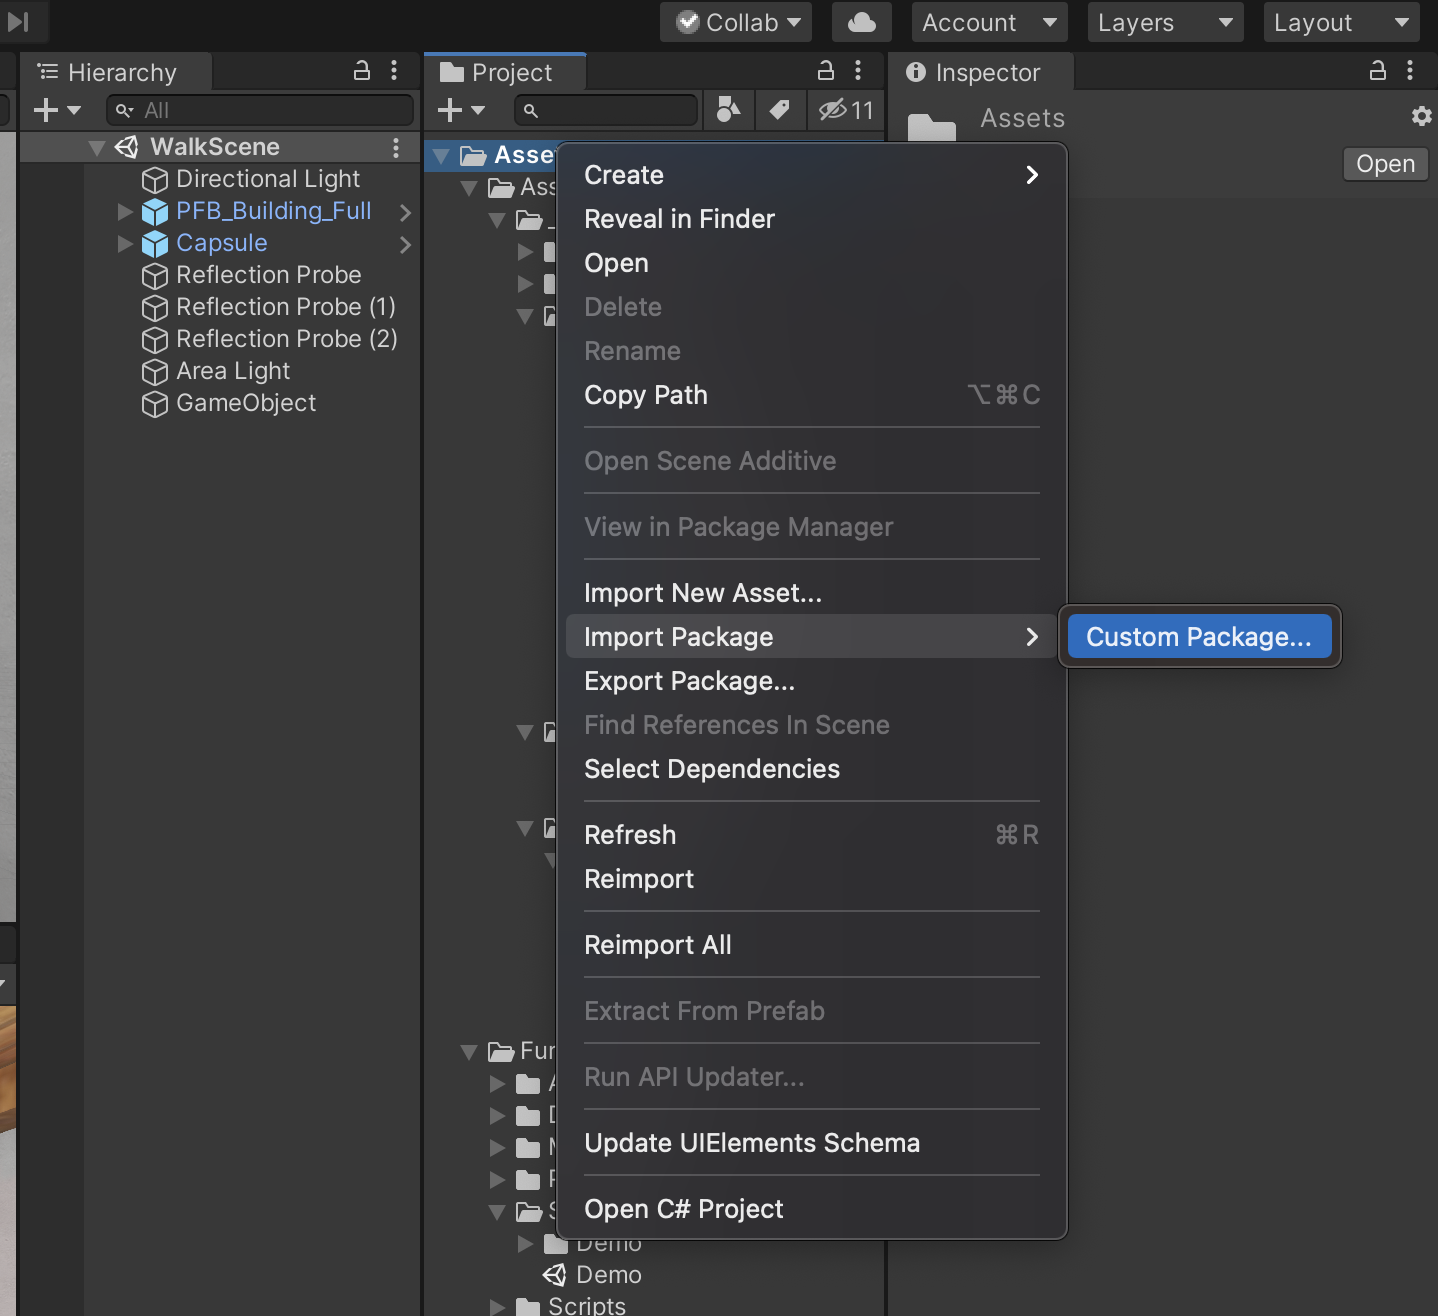 Collab
Account
Layers
Layout
Hierarchy
Project
Inspector
All
11
Assets
Open
WalkScene
Directional Light
PFB_Building_Full
Capsule
Reflection Probe
Reflection Probe (1)
Reflection Probe (2)
Area Light
GameObject
Create
Reveal in Finder
Open
Delete
Rename
Copy Path ⌥⌘C
Open Scene Additive
View in Package Manager
Import New Asset...
Import Package
Custom Package...
Export Package...
Find References In Scene
Select Dependencies
Refresh ⌘R
Reimport
Reimport All
Extract From Prefab
Run API Updater...
Update UIElements Schema
Open C# Project
Demo
Demo
Scripts